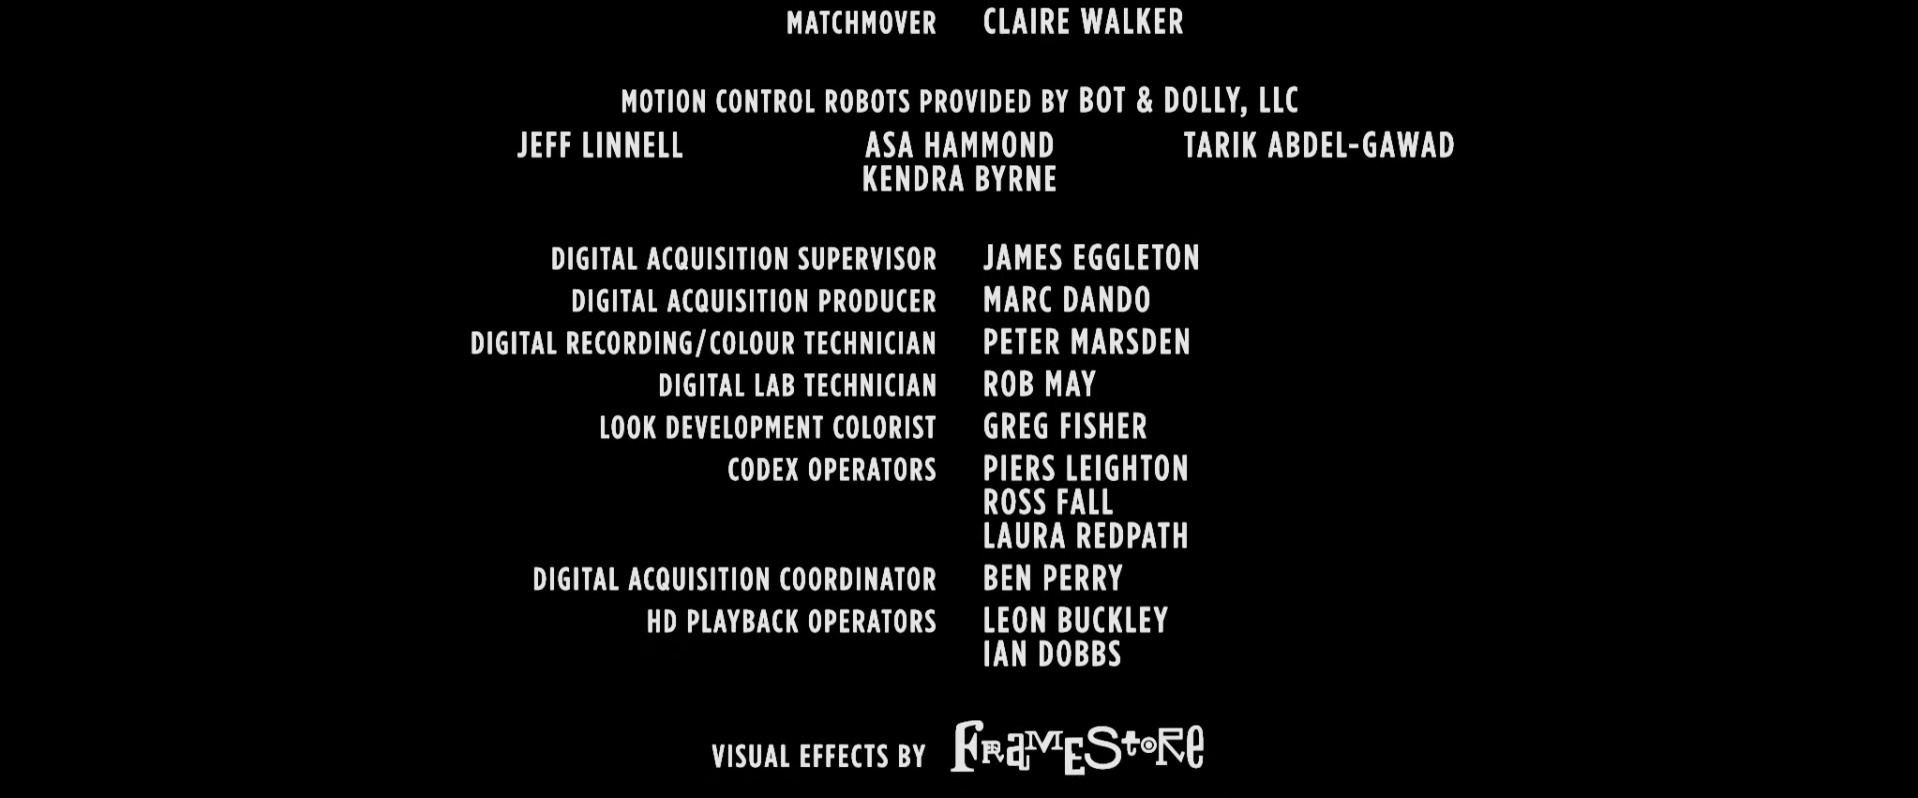 MATCHMOVER CLAIRE WALKER
MOTION CONTROL ROBOTS PROVIDED BY BOT & DOLLY, LLC
JEFF LINNELL ASA HAMMOND TARIK ABDEL-GAWAD
KENDRA BYRNE
DIGITAL ACQUISITION SUPERVISOR JAMES EGGLETON
DIGITAL ACQUISITION PRODUCER MARC DANDO
DIGITAL RECORDING/COLOUR TECHNICIAN PETER MARSDEN
DIGITAL LAB TECHNICIAN ROB MAY
LOOK DEVELOPMENT COLORIST GREG FISHER
CODEX OPERATORS PIERS LEIGHTON
ROSS FALL
LAURA REDPATH
DIGITAL ACQUISITION COORDINATOR BEN PERRY
HD PLAYBACK OPERATORS LEON BUCKLEY
IAN DOBBS
VISUAL EFFECTS BY FRAMESTORE